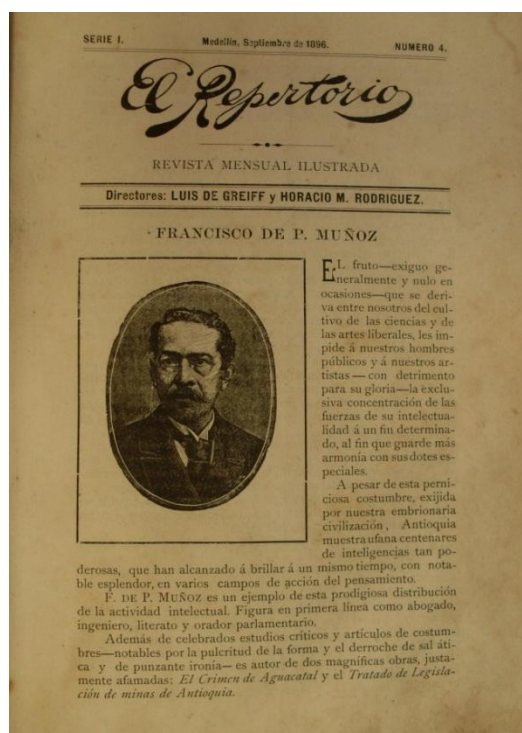 SERIE I.
Medellín, Septiembre de 1896.
NUMERO 4.
El Repertorio
REVISTA MENSUAL ILUSTRADA
Directores: LUIS DE GREIFF y HORACIO M. RODRIGUEZ.
FRANCISCO DE P. MUÑOZ
EL fruto—exiguo ge-
neralmente y nulo en
ocasiones—que se deri-
va entre nosotros del cul-
tivo de las ciencias y de
las artes liberales, les im-
pide á nuestros hombres
públicos y á nuestros ar-
tistas — con detrimento
para su gloria—la exclu-
siva concentración de las
fuerzas de su intelectua-
lidad á un fin determina-
do, al fin que guarde más
armonía con sus dotes es-
peciales.
A pesar de esta perni-
ciosa costumbre, exijida
por nuestra embrionaria
civilización, Antioquia
muestra ufana centenares
de inteligencias tan po-
derosas, que han alcanzado á brillar á un mismo tiempo, con nota-
ble esplendor, en varios campos de acción del pensamiento.
F. DE P. MUÑOZ es un ejemplo de esta prodigiosa distribución
de la actividad intelectual. Figura en primera línea como abogado,
ingeniero, literato y orador parlamentario.
Además de celebrados estudios críticos y artículos de costum-
bres—notables por la pulcritud de la forma y el derroche de sal áti-
ca y de punzante ironía— es autor de dos magníficas obras, justa-
mente afamadas: El Crimen de Aguacatal y el Tratado de Legisla-
ción de minas de Antioquia.